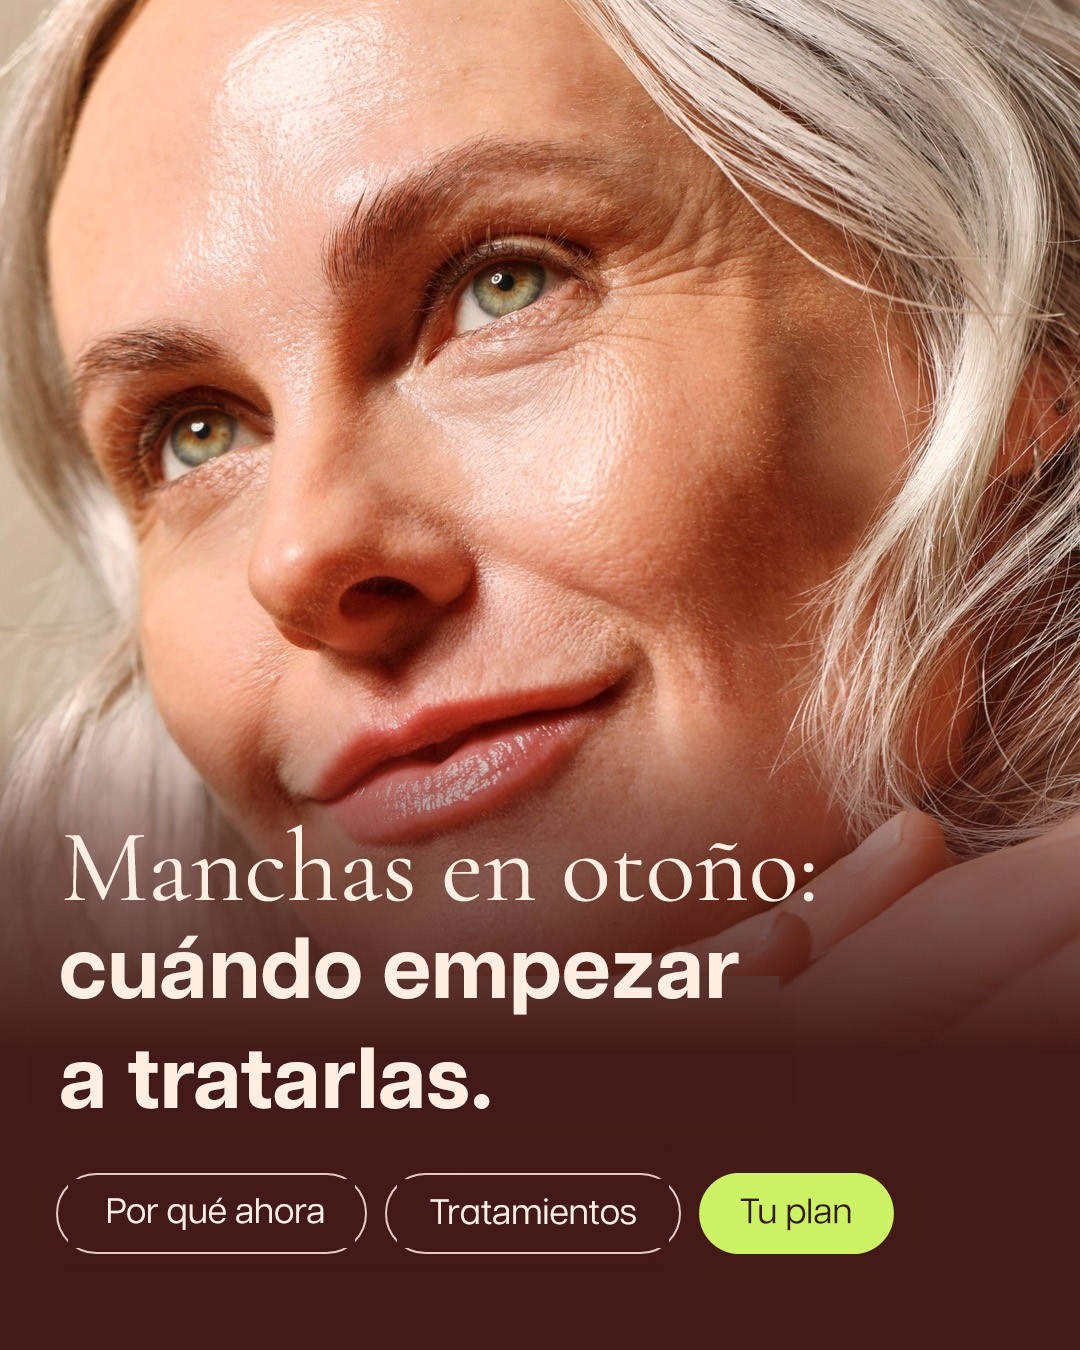 Manchas en otoño:
cuándo empezar
a tratarlas.
Por qué ahora
Tratamientos
Tu plan